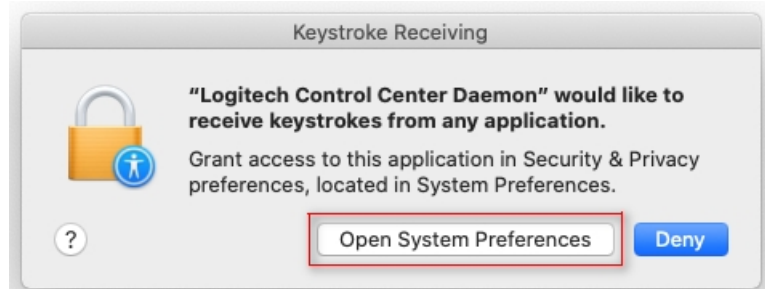 Keystroke Receiving
“Logitech Control Center Daemon” would like to
receive keystrokes from any application.
Grant access to this application in Security & Privacy
preferences, located in System Preferences.
?
Open System Preferences
Deny